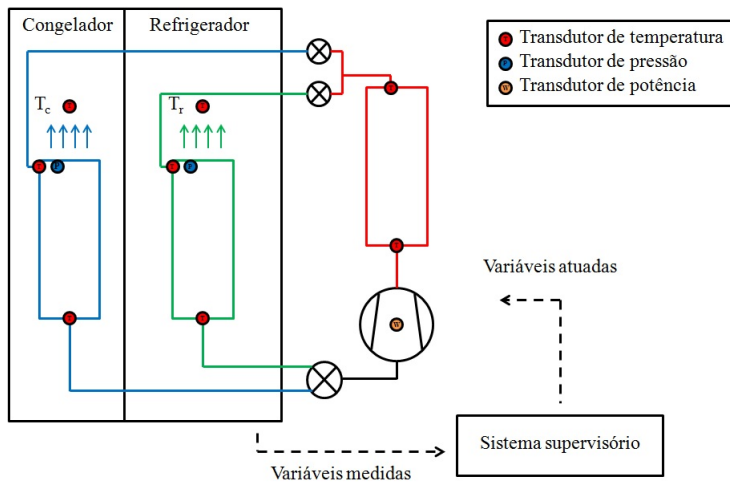 Congelador
Refrigerador
T
Transdutor de temperatura
P
Transdutor de pressão
W
Transdutor de potência
T
Tc
T
Tr
T
T
P
T
P
T
T
T
W
Variáveis atuadas
Sistema supervisório
Variáveis medidas